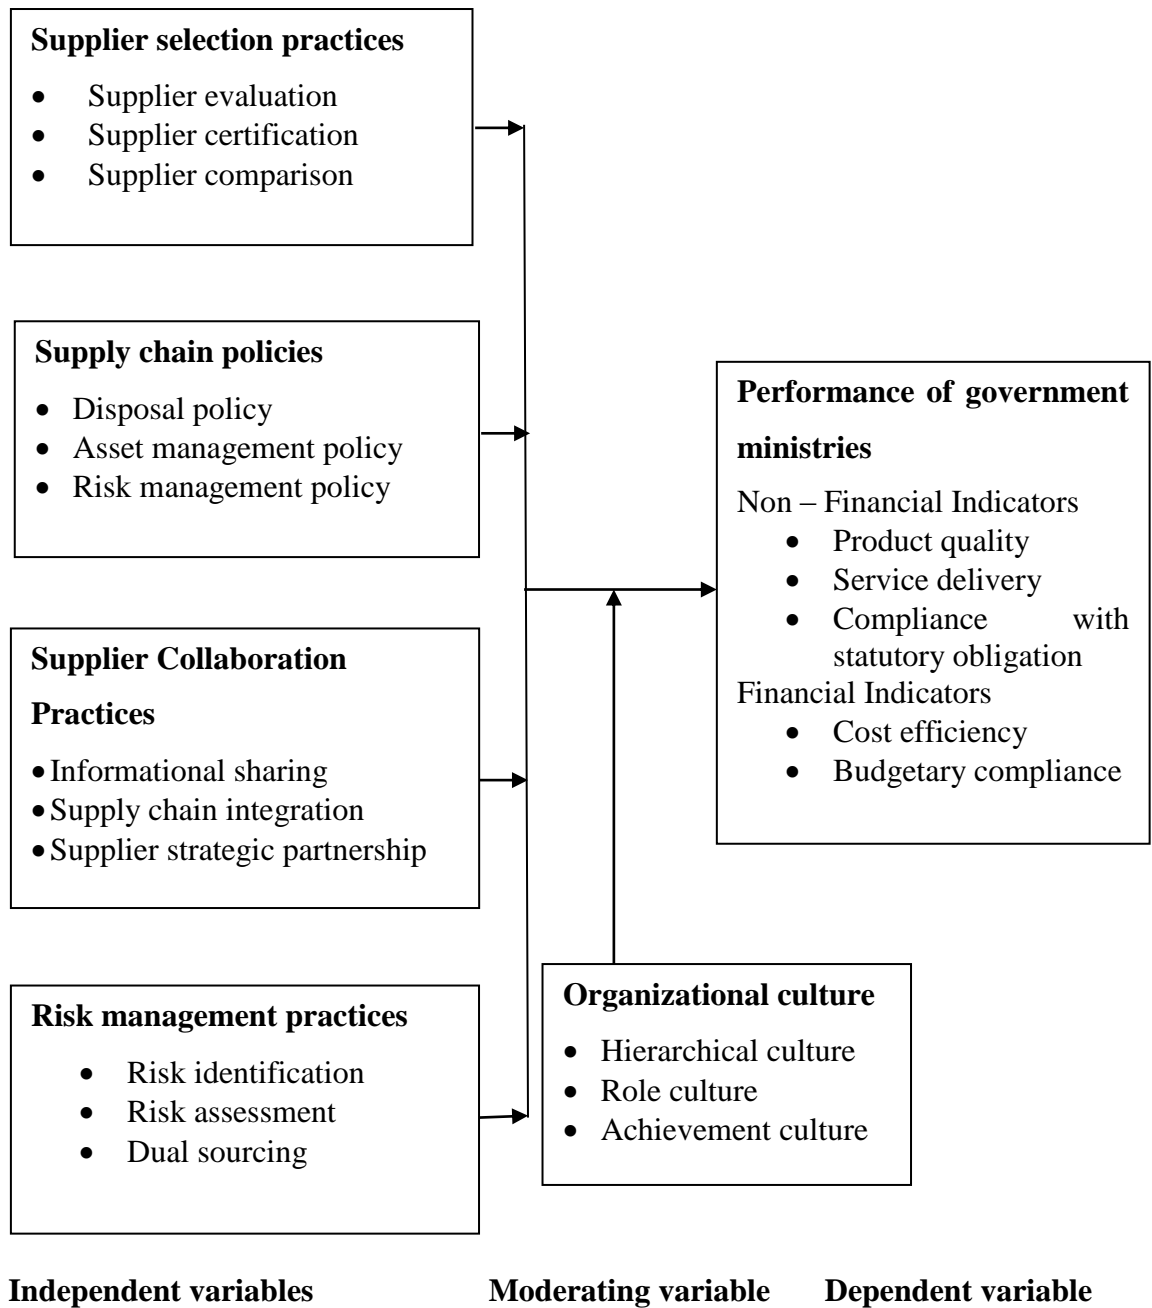 Supplier selection practices
• Supplier evaluation
• Supplier certification
• Supplier comparison
Supply chain policies
• Disposal policy
• Asset management policy
• Risk management policy
Supplier Collaboration
Practices
• Informational sharing
• Supply chain integration
• Supplier strategic partnership
Risk management practices
• Risk identification
• Risk assessment
• Dual sourcing
Organizational culture
• Hierarchical culture
• Role culture
• Achievement culture
Performance of government
ministries
Non – Financial Indicators
• Product quality
• Service delivery
• Compliance with
statutory obligation
Financial Indicators
• Cost efficiency
• Budgetary compliance
Independent variables Moderating variable Dependent variable